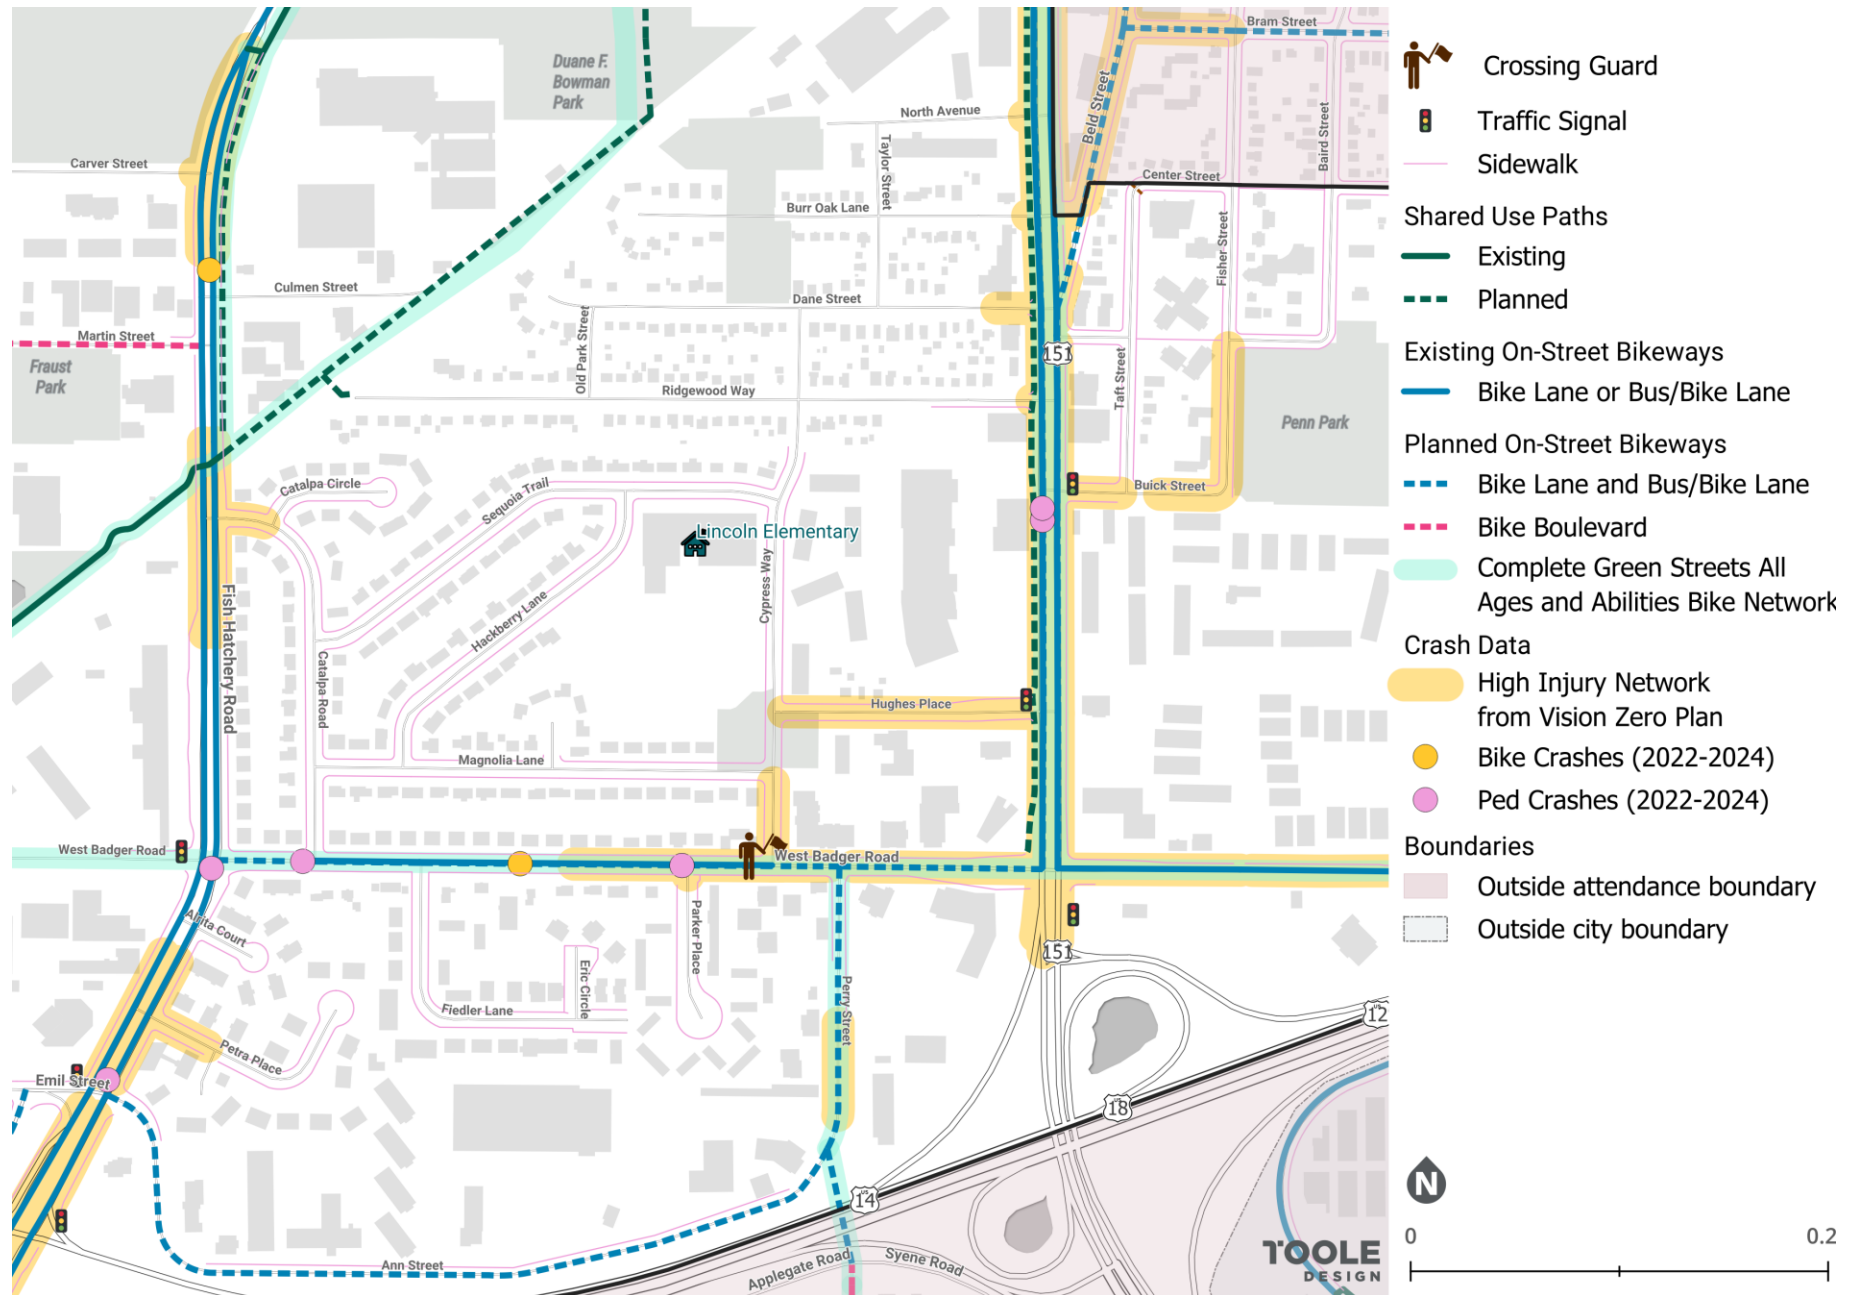 Bram Street
Duane F.
Bowman
Park
North Avenue
Beld Street
Baird Street
Carver Street
Taylor Street
Center Street
Burr Oak Lane
Fisher Street
Culmen Street
Dane Street
Martin Street
Old Park Street
151
Taft Street
Fraust
Park
Ridgewood Way
Penn Park
Catalpa Circle
Sequoia Trail
Buick Street
Lincoln Elementary
Cypress Way
Fish Hatchery Road
Hackberry Lane
Catalpa Road
Hughes Place
Magnolia Lane
West Badger Road
West Badger Road
Alrita Court
Parker Place
Eric Circle
151
Perry Street
Fiedler Lane
US
12
Petra Place
Emil Street
US
18
US
14
Ann Street
Applegate Road
Syene Road
TOOLE
DESIGN
Crossing Guard
Traffic Signal
Sidewalk
Shared Use Paths
Existing
Planned
Existing On-Street Bikeways
Bike Lane or Bus/Bike Lane
Planned On-Street Bikeways
Bike Lane and Bus/Bike Lane
Bike Boulevard
Complete Green Streets All
Ages and Abilities Bike Network
Crash Data
High Injury Network
from Vision Zero Plan
Bike Crashes (2022-2024)
Ped Crashes (2022-2024)
Boundaries
Outside attendance boundary
Outside city boundary
N
0
0.2